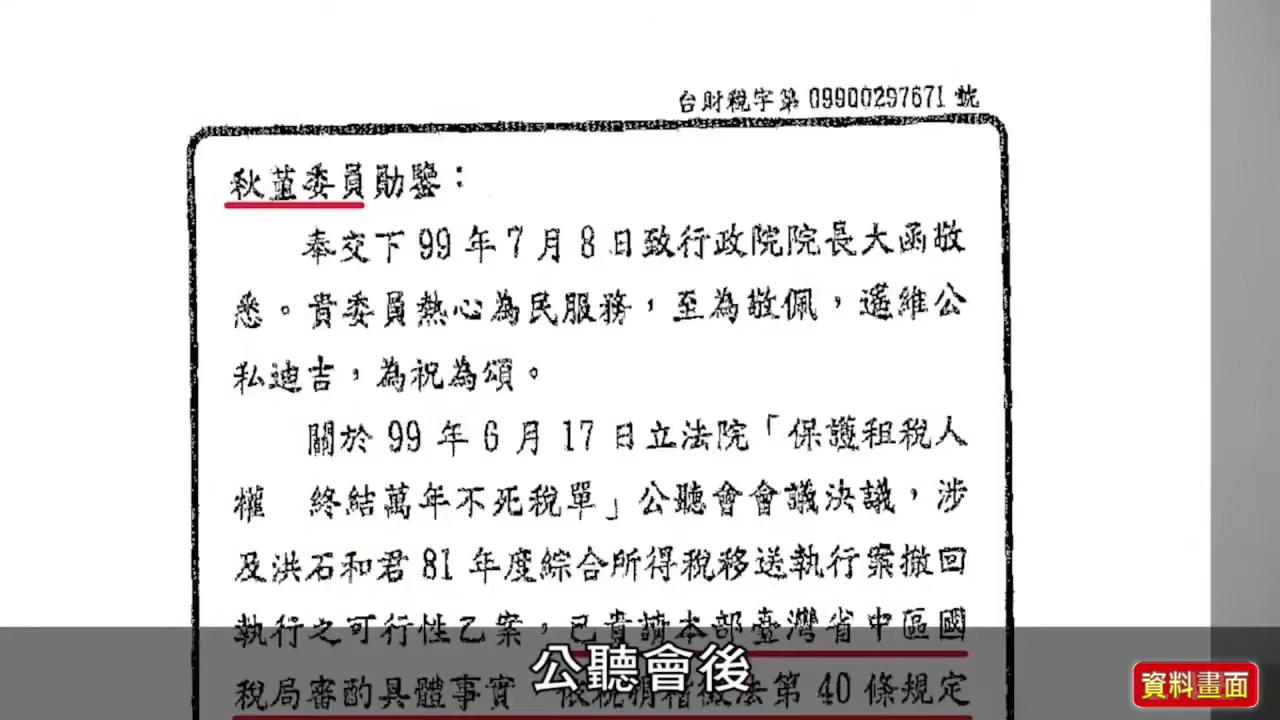 台財稅字第 09900297671 號
秋堇委員勛鑒：
奉交下 99 年 7 月 8 日致行政院院長大函敬
悉。貴委員熱心為民服務，至為敬佩，遙維公
私迪吉，為祝為頌。
關於 99 年 6 月 17 日立法院「保護租稅人
權 終結萬年不死稅單」公聽會會議決議，涉
及洪石和君 81 年度綜合所得稅移送執行案撤回
執行之可行性乙案，已責請本部臺灣省中區國
稅局審酌具體事實 依稅捐稽徵法第 40 條規定
公聽會後
資料畫面